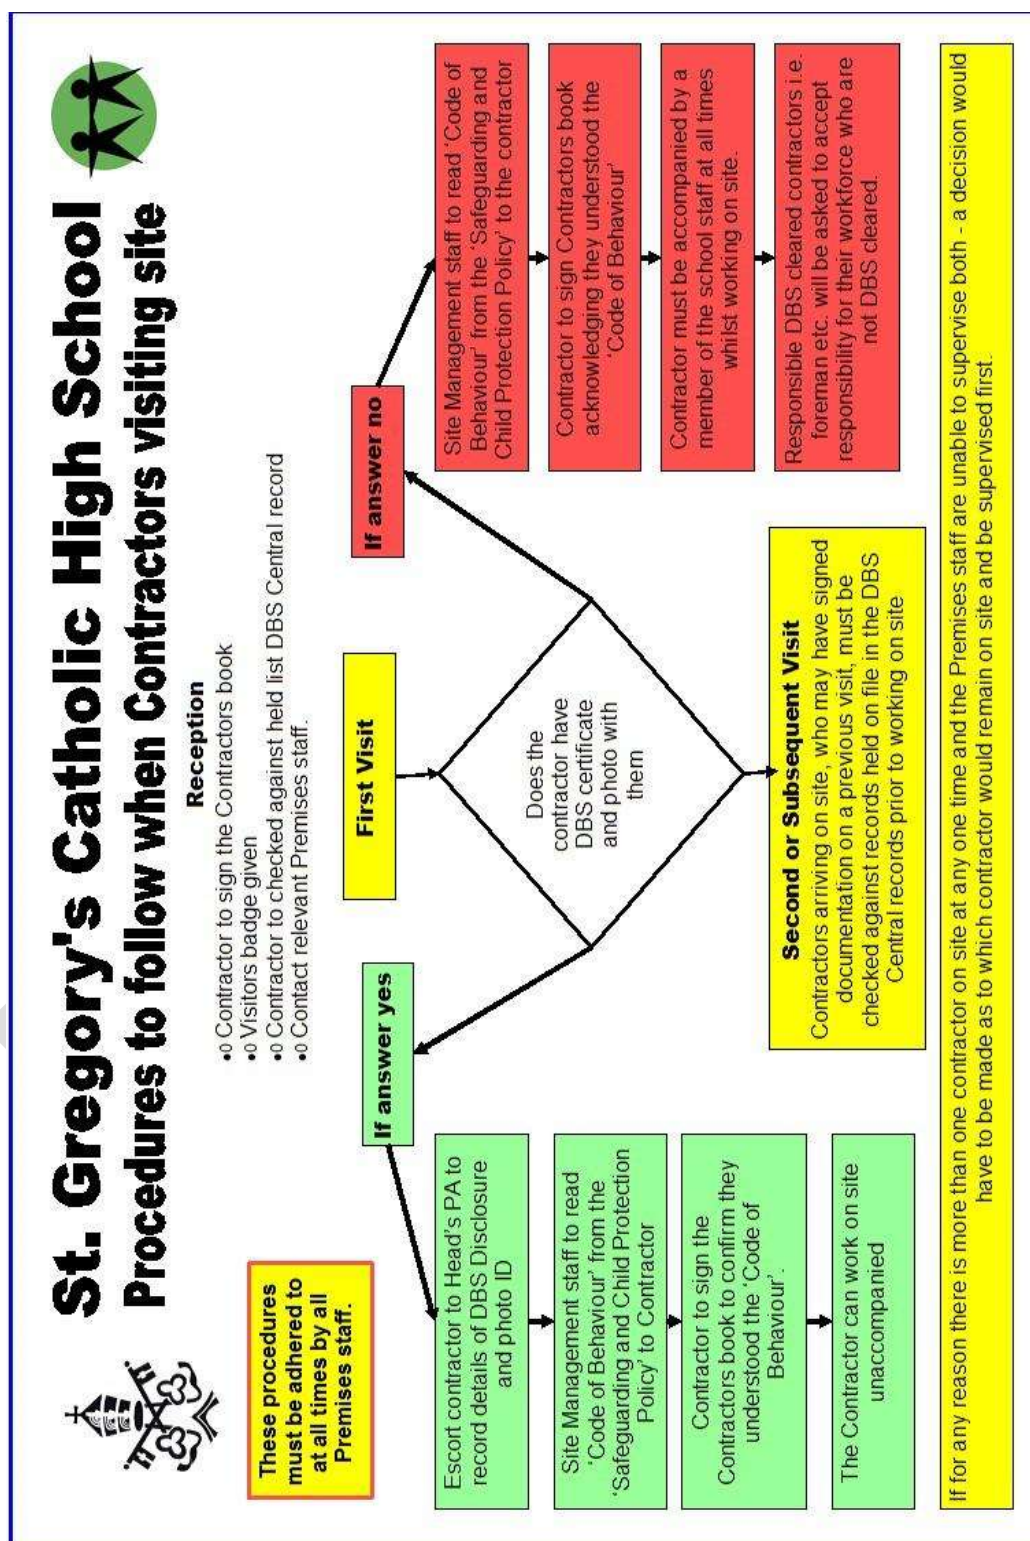 St. Gregory's Catholic High School
Procedures to follow when Contractors visiting site
Reception
•0 Contractor to sign the Contractors book
•0 Visitors badge given
•0 Contractor to checked against held list DBS Central record
•0 Contact relevant Premises staff.
These procedures
must be adhered to
at all times by all
Premises staff.
First Visit
Does the
contractor have
DBS certificate
and photo with
them
If answer yes
Escort contractor to Head's PA to
record details of DBS Disclosure
and photo ID
Site Management staff to read
'Code of Behaviour' from the
'Safeguarding and Child Protection
Policy' to Contractor
Contractor to sign the
Contractors book to confirm they
understood the 'Code of
Behaviour'.
The Contractor can work on site
unaccompanied
If answer no
Site Management staff to read 'Code of
Behaviour' from the 'Safeguarding and
Child Protection Policy' to the contractor
Contractor to sign Contractors book
acknowledging they understood the
'Code of Behaviour'
Contractor must be accompanied by a
member of the school staff at all times
whilst working on site.
Responsible DBS cleared contractors i.e.
foreman etc. will be asked to accept
responsibility for their workforce who are
not DBS cleared.
Second or Subsequent Visit
Contractors arriving on site, who may have signed
documentation on a previous visit, must be
checked against records held on file in the DBS
Central records prior to working on site
If for any reason there is more than one contractor on site at any one time and the Premises staff are unable to supervise both - a decision would
have to be made as to which contractor would remain on site and be supervised first.